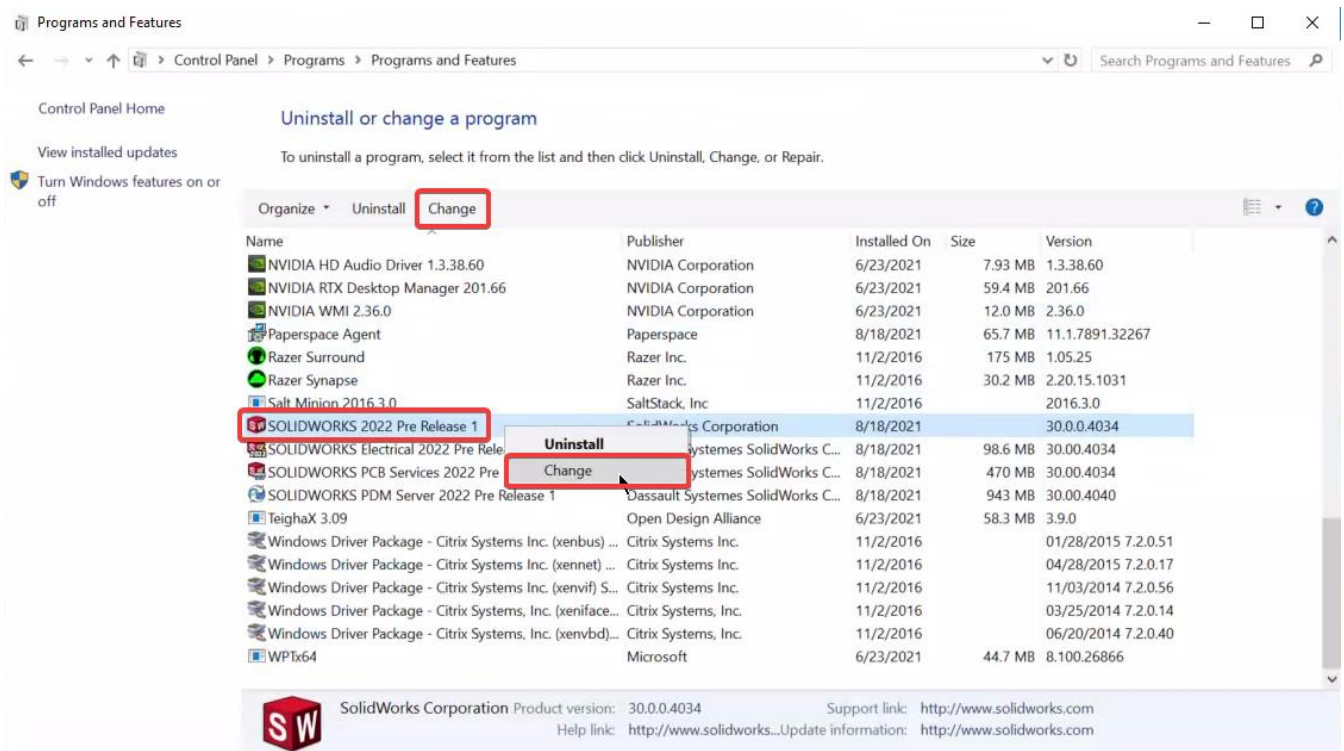 Programs and Features
Control Panel > Programs > Programs and Features
Search Programs and Features
Control Panel Home
View installed updates
Turn Windows features on or
off
Uninstall or change a program
To uninstall a program, select it from the list and then click Uninstall, Change, or Repair.
Organize Uninstall Change
Name Publisher Installed On Size Version
NVIDIA HD Audio Driver 1.3.38.60 NVIDIA Corporation 6/23/2021 7.93 MB 1.3.38.60
NVIDIA RTX Desktop Manager 201.66 NVIDIA Corporation 6/23/2021 59.4 MB 201.66
NVIDIA WMI 2.36.0 NVIDIA Corporation 6/23/2021 12.0 MB 2.36.0
Paperspace Agent Paperspace 8/18/2021 65.7 MB 11.1.7891.32267
Razer Surround Razer Inc. 11/2/2016 175 MB 1.05.25
Razer Synapse Razer Inc. 11/2/2016 30.2 MB 2.20.15.1031
Salt Minion 2016.3.0 SaltStack, Inc 11/2/2016 2016.3.0
SOLIDWORKS 2022 Pre Release 1 SolidWorks Corporation 8/18/2021 30.0.0.4034
SOLIDWORKS Electrical 2022 Pre Rele ystemes SolidWorks C... 8/18/2021 98.6 MB 30.00.4034
SOLIDWORKS PCB Services 2022 Pre ystemes SolidWorks C... 8/18/2021 470 MB 30.00.4034
Uninstall
Change
SOLIDWORKS PDM Server 2022 Pre Release 1 Dassault Systemes SolidWorks C... 8/18/2021 943 MB 30.00.4040
TeighaX 3.09 Open Design Alliance 6/23/2021 58.3 MB 3.9.0
Windows Driver Package - Citrix Systems Inc. (xenbus) ... Citrix Systems Inc. 11/2/2016 01/28/2015 7.2.0.51
Windows Driver Package - Citrix Systems Inc. (xennet) ... Citrix Systems Inc. 11/2/2016 04/28/2015 7.2.0.17
Windows Driver Package - Citrix Systems Inc. (xenvif) S... Citrix Systems Inc. 11/2/2016 11/03/2014 7.2.0.56
Windows Driver Package - Citrix Systems, Inc. (xeniface... Citrix Systems, Inc. 11/2/2016 03/25/2014 7.2.0.14
Windows Driver Package - Citrix Systems, Inc. (xenvbd)... Citrix Systems, Inc. 11/2/2016 06/20/2014 7.2.0.40
WPTx64 Microsoft 6/23/2021 44.7 MB 8.100.26866
SW
SolidWorks Corporation Product version: 30.0.0.4034 Support link: http://www.solidworks.com
Help link: http://www.solidworks... Update information: http://www.solidworks.com